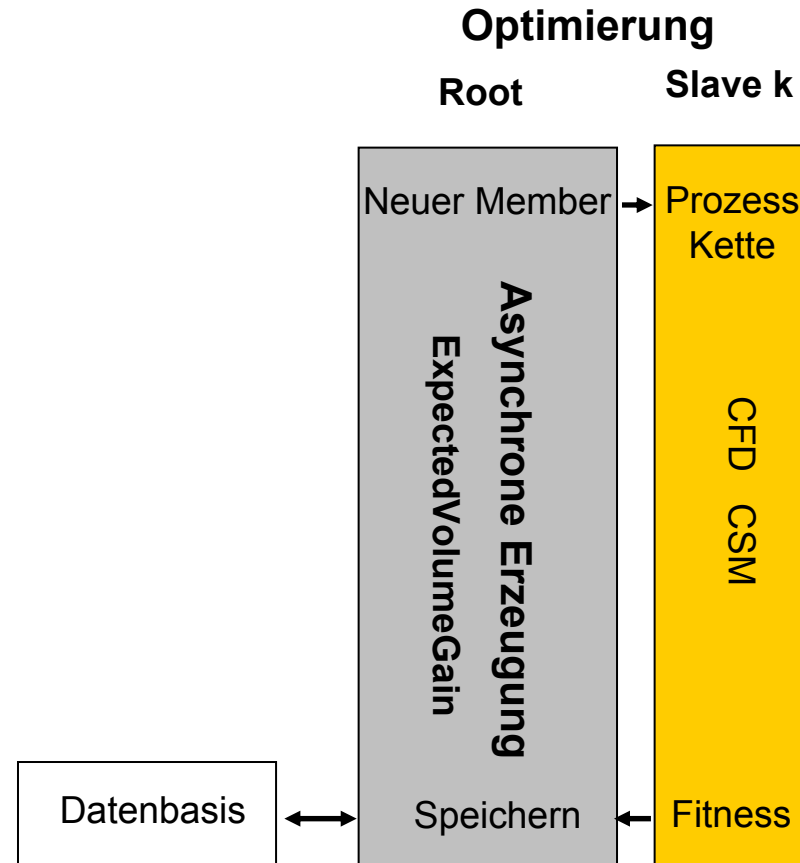 Optimierung
Root
Slave k
Neuer Member
Prozess
Kette
Asynchrone Erzeugung
ExpectedVolumeGain
CFD CSM
Datenbasis
Speichern
Fitness